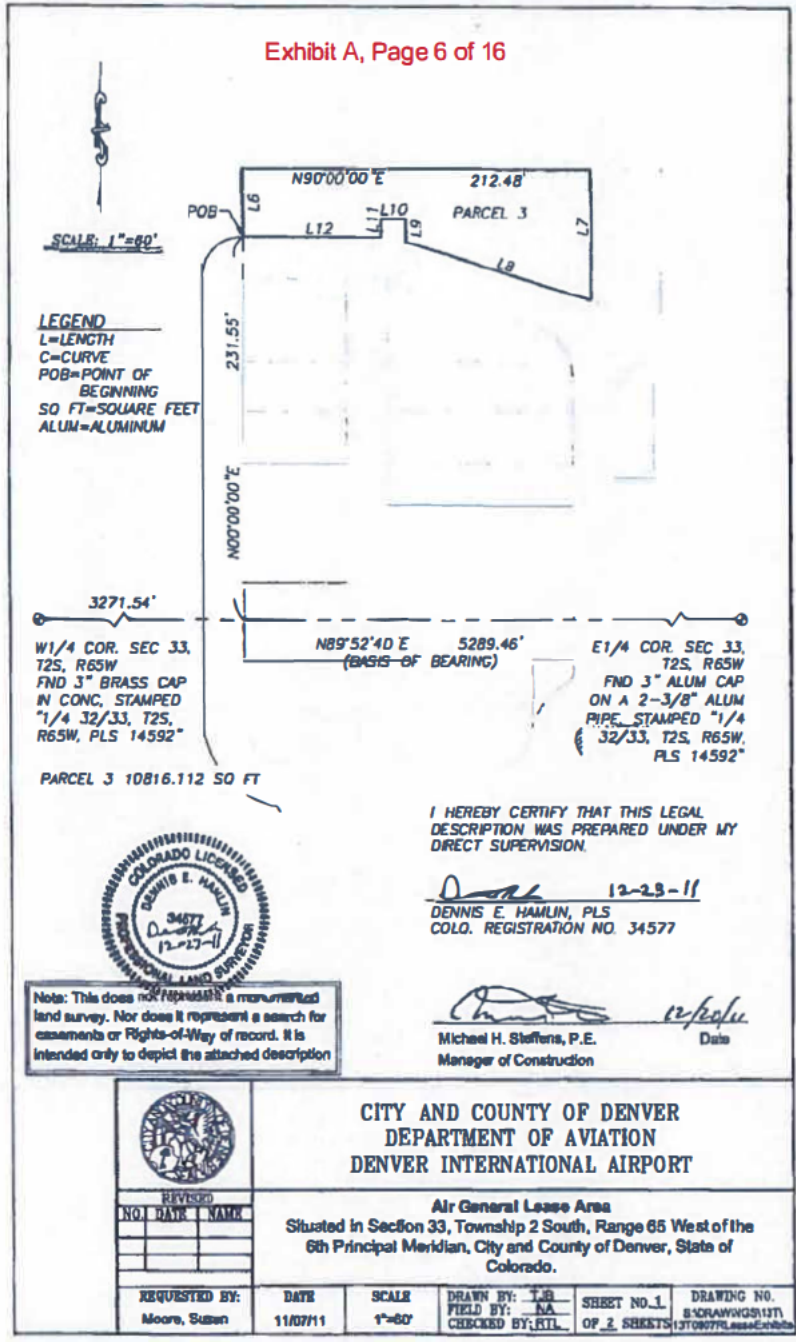 Exhibit A, Page 6 of 16
N90°00'00"E 212.48'
L6
POB
L12
L11
L10
L9
PARCEL 3
L7
L8
SCALE: 1"=60'
LEGEND
L=LENGTH
C=CURVE
POB=POINT OF
BEGINNING
SQ FT=SQUARE FEET
ALUM=ALUMINUM
231.55'
N00°00'00"E
3271.54'
N89°52'40"E 5289.46'
(BASIS OF BEARING)
W1/4 COR. SEC 33,
T2S, R65W
FND 3" BRASS CAP
IN CONC, STAMPED
"1/4 32/33, T2S,
R65W, PLS 14592"
E1/4 COR. SEC 33,
T2S, R65W
FND 3" ALUM CAP
ON A 2-3/8" ALUM
PIPE, STAMPED "1/4
32/33, T2S, R65W,
PLS 14592"
PARCEL 3 10816.112 SQ FT
I HEREBY CERTIFY THAT THIS LEGAL
DESCRIPTION WAS PREPARED UNDER MY
DIRECT SUPERVISION.
12-23-11
DENNIS E. HAMLIN, PLS
COLO. REGISTRATION NO. 34577
COLORADO LICENSED
DENNIS E. HAMLIN
34577
12-23-11
PROFESSIONAL LAND SURVEYOR
Note: This does not represent a monumented
land survey. Nor does it represent a search for
easements or Rights-of-Way of record. It is
intended only to depict the attached description
12/20/11
Michael H. Steffens, P.E. Date
Manager of Construction
CITY AND COUNTY OF DENVER
DEPARTMENT OF AVIATION
DENVER INTERNATIONAL AIRPORT
REVISED
NO. DATE NAME
Air General Lease Area
Situated in Section 33, Township 2 South, Range 65 West of the
6th Principal Meridian, City and County of Denver, State of
Colorado.
REQUESTED BY:
Moore, Susan
DATE
11/07/11
SCALE
1"=60'
DRAWN BY:
FIELD BY: NA
CHECKED BY: RTL
SHEET NO. 1
OF 2 SHEETS
DRAWING NO.